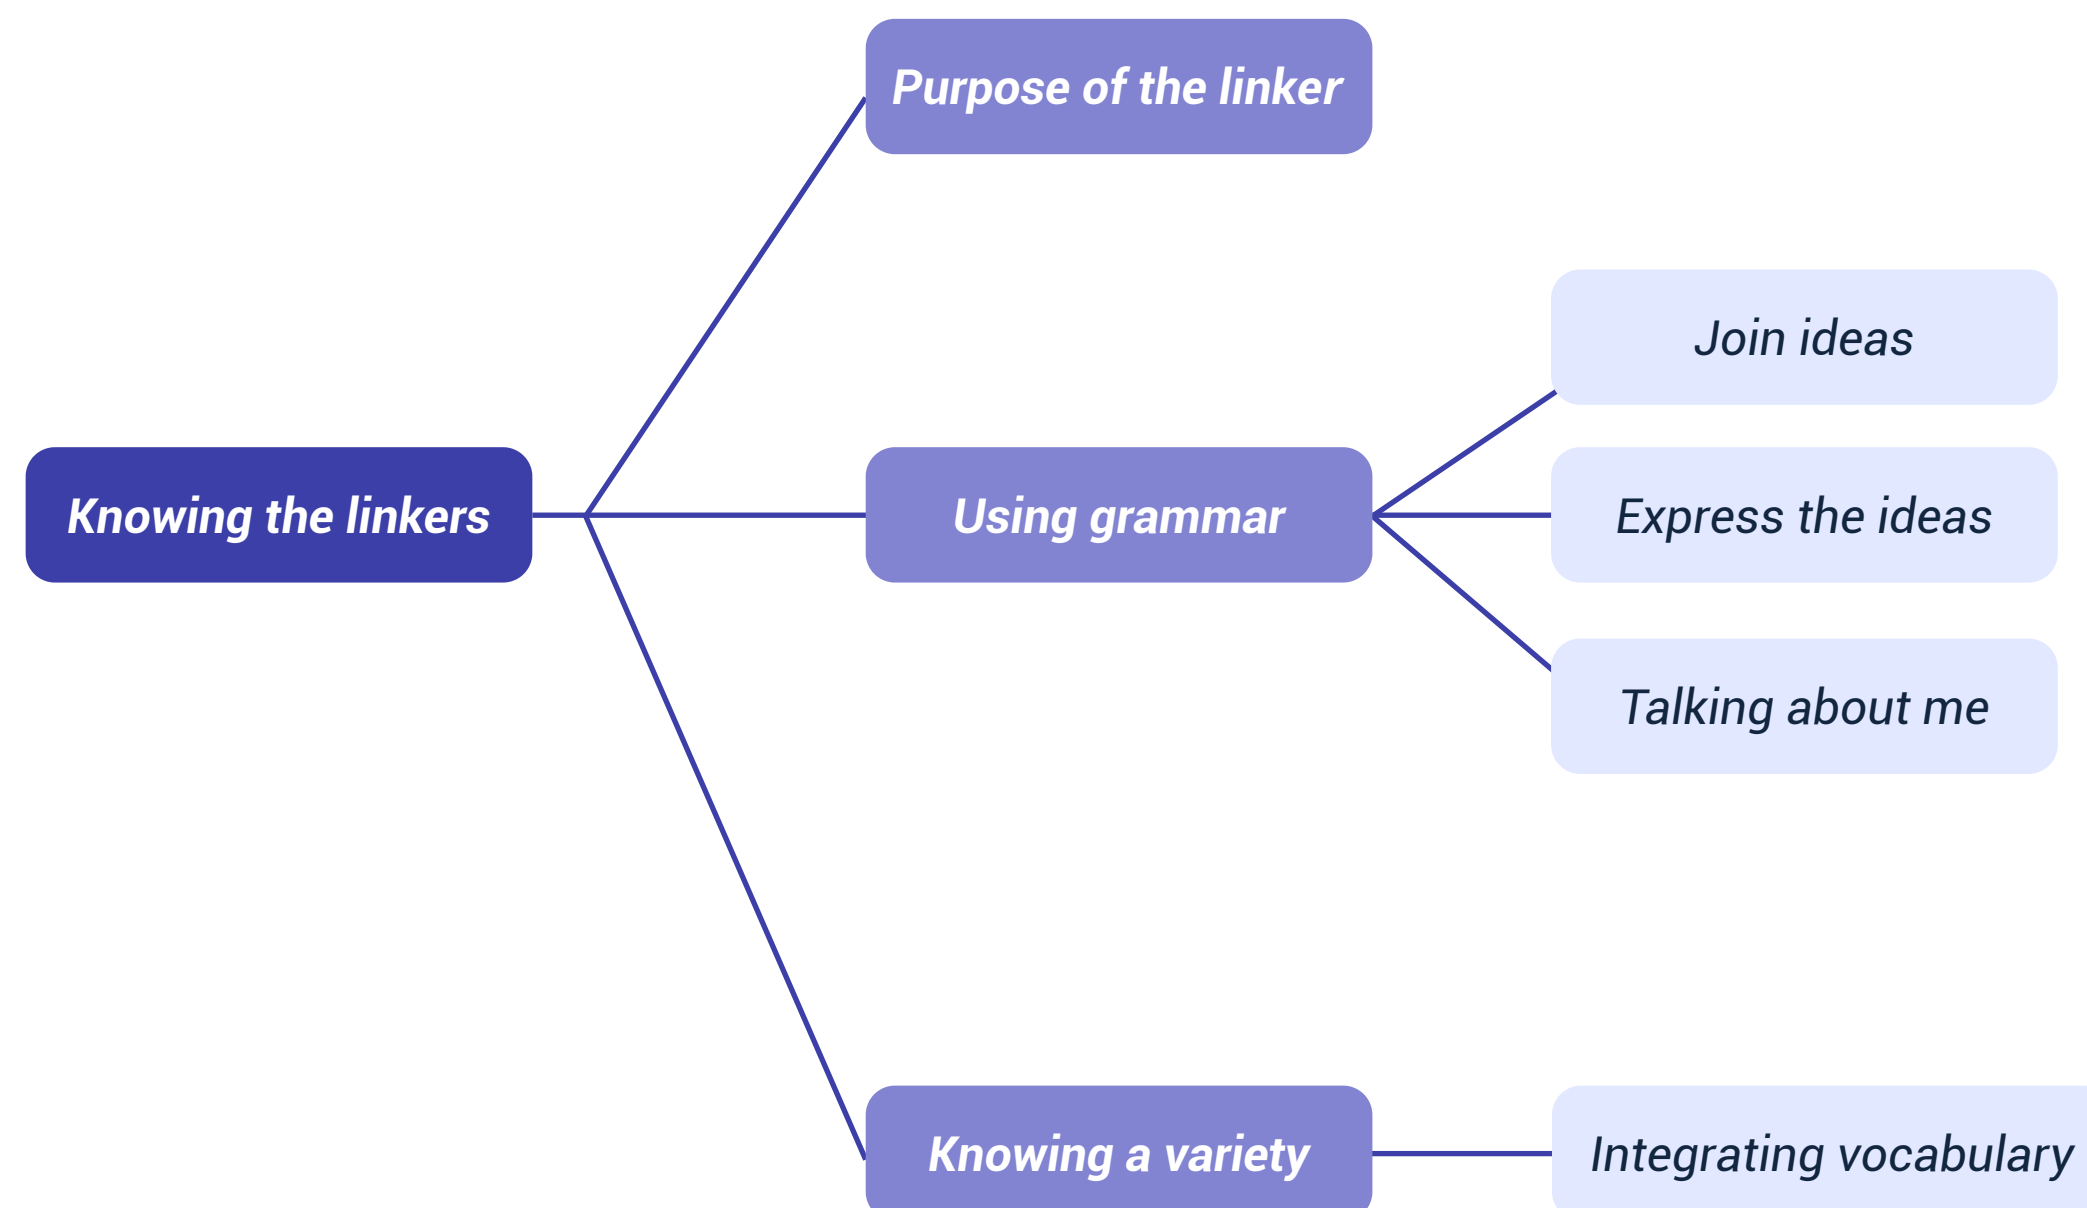 Purpose of the linker
Join ideas
Knowing the linkers
Using grammar
Express the ideas
Talking about me
Knowing a variety
Integrating vocabulary